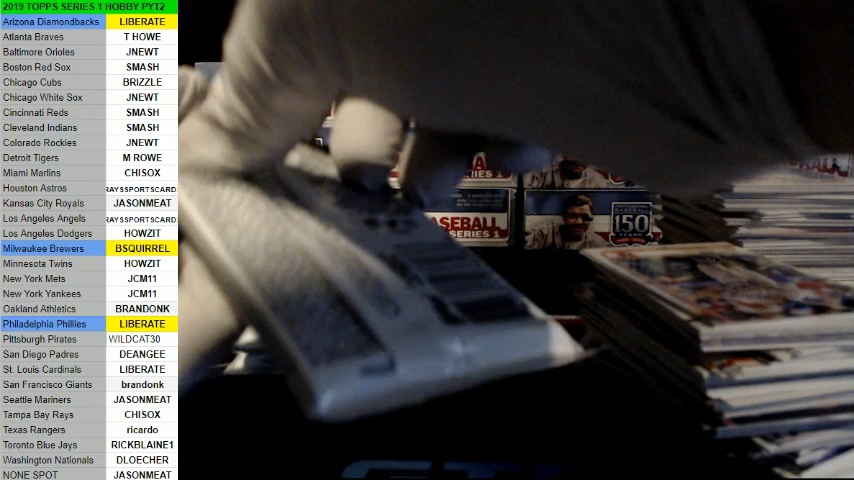 2019 TOPPS SERIES 1 HOBBY PYT2
Arizona Diamondbacks LIBERATE
Atlanta Braves T HOWE
Baltimore Orioles JNEWT
Boston Red Sox SMASH
Chicago Cubs BRIZZLE
Chicago White Sox JNEWT
Cincinnati Reds SMASH
Cleveland Indians SMASH
Colorado Rockies JNEWT
Detroit Tigers M ROWE
Miami Marlins CHISOX
Houston Astros RAYSSPORTSCARD
Kansas City Royals JASONMEAT
Los Angeles Angels RAYSSPORTSCARD
Los Angeles Dodgers HOWZIT
Milwaukee Brewers BSQUIRREL
Minnesota Twins HOWZIT
New York Mets JCM11
New York Yankees JCM11
Oakland Athletics BRANDONK
Philadelphia Phillies LIBERATE
Pittsburgh Pirates WILDCAT30
San Diego Padres DEANGEE
St. Louis Cardinals LIBERATE
San Francisco Giants brandonk
Seattle Mariners JASONMEAT
Tampa Bay Rays CHISOX
Texas Rangers ricardo
Toronto Blue Jays RICKBLAINE1
Washington Nationals DLOECHER
NONE SPOT JASONMEAT
RIES 1
ASEBALL
SERIES 1
150